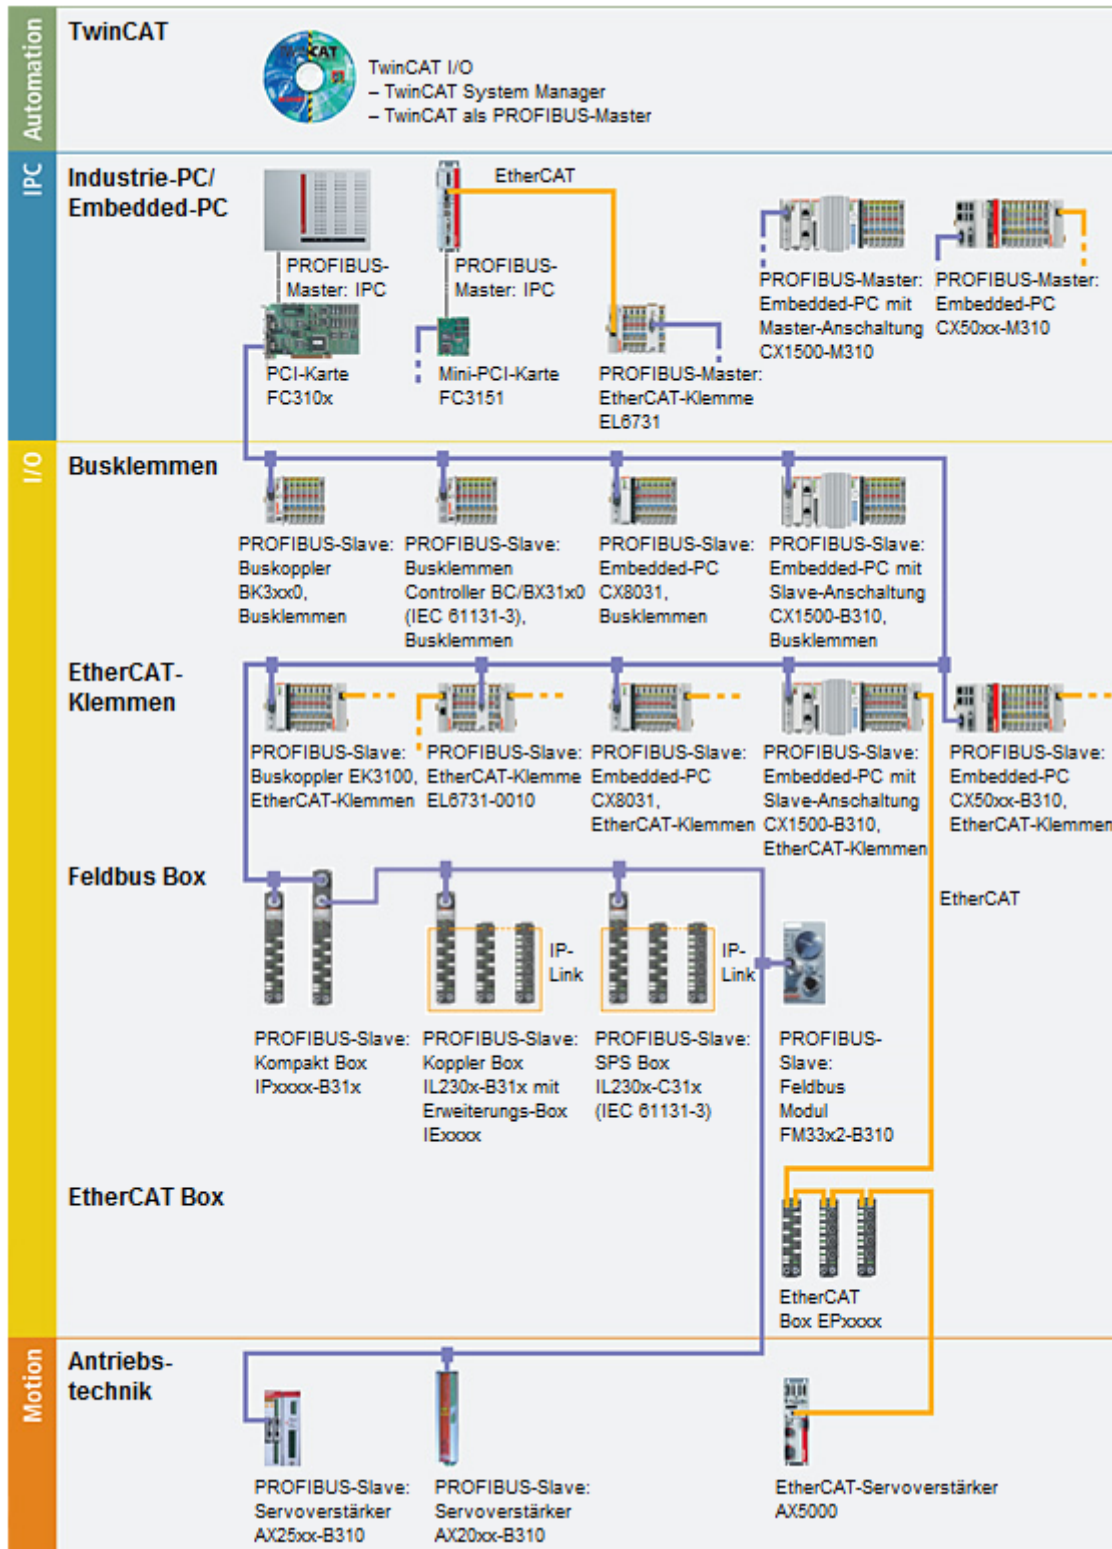 Automation
TwinCAT
TwinCAT I/O
– TwinCAT System Manager
– TwinCAT als PROFIBUS-Master
IPC
Industrie-PC/
Embedded-PC
EtherCAT
PROFIBUS-
Master: IPC
PROFIBUS-
Master: IPC
PCI-Karte
FC310x
Mini-PCI-Karte
FC3151
PROFIBUS-Master:
EtherCAT-Klemme
EL6731
PROFIBUS-Master:
Embedded-PC mit
Master-Anschaltung
CX1500-M310
PROFIBUS-Master:
Embedded-PC
CX50xx-M310
I/O
Busklemmen
PROFIBUS-Slave:
Buskoppler
BK3xx0,
Busklemmen
PROFIBUS-Slave:
Busklemmen
Controller BC/BX31x0
(IEC 61131-3),
Busklemmen
PROFIBUS-Slave:
Embedded-PC
CX8031,
Busklemmen
PROFIBUS-Slave:
Embedded-PC mit
Slave-Anschaltung
CX1500-B310,
Busklemmen
EtherCAT-
Klemmen
PROFIBUS-Slave:
Buskoppler EK3100,
EtherCAT-Klemmen
PROFIBUS-Slave:
EtherCAT-Klemme
EL6731-0010
PROFIBUS-Slave:
Embedded-PC
CX8031,
EtherCAT-Klemmen
PROFIBUS-Slave:
Embedded-PC mit
Slave-Anschaltung
CX1500-B310,
EtherCAT-Klemmen
PROFIBUS-Slave:
Embedded-PC
CX50xx-B310,
EtherCAT-Klemmen
Feldbus Box
EtherCAT
IP-
Link
IP-
Link
PROFIBUS-Slave:
Kompakt Box
IPxxxx-B31x
PROFIBUS-Slave:
Koppler Box
IL230x-B31x mit
Erweiterungs-Box
IExxxx
PROFIBUS-Slave:
SPS Box
IL230x-C31x
(IEC 61131-3)
PROFIBUS-
Slave:
Feldbus
Modul
FM33x2-B310
EtherCAT Box
EtherCAT
Box EPxxxx
Motion
Antriebs-
technik
PROFIBUS-Slave:
Servoverstärker
AX25xx-B310
PROFIBUS-Slave:
Servoverstärker
AX20xx-B310
EtherCAT-Servoverstärker
AX5000